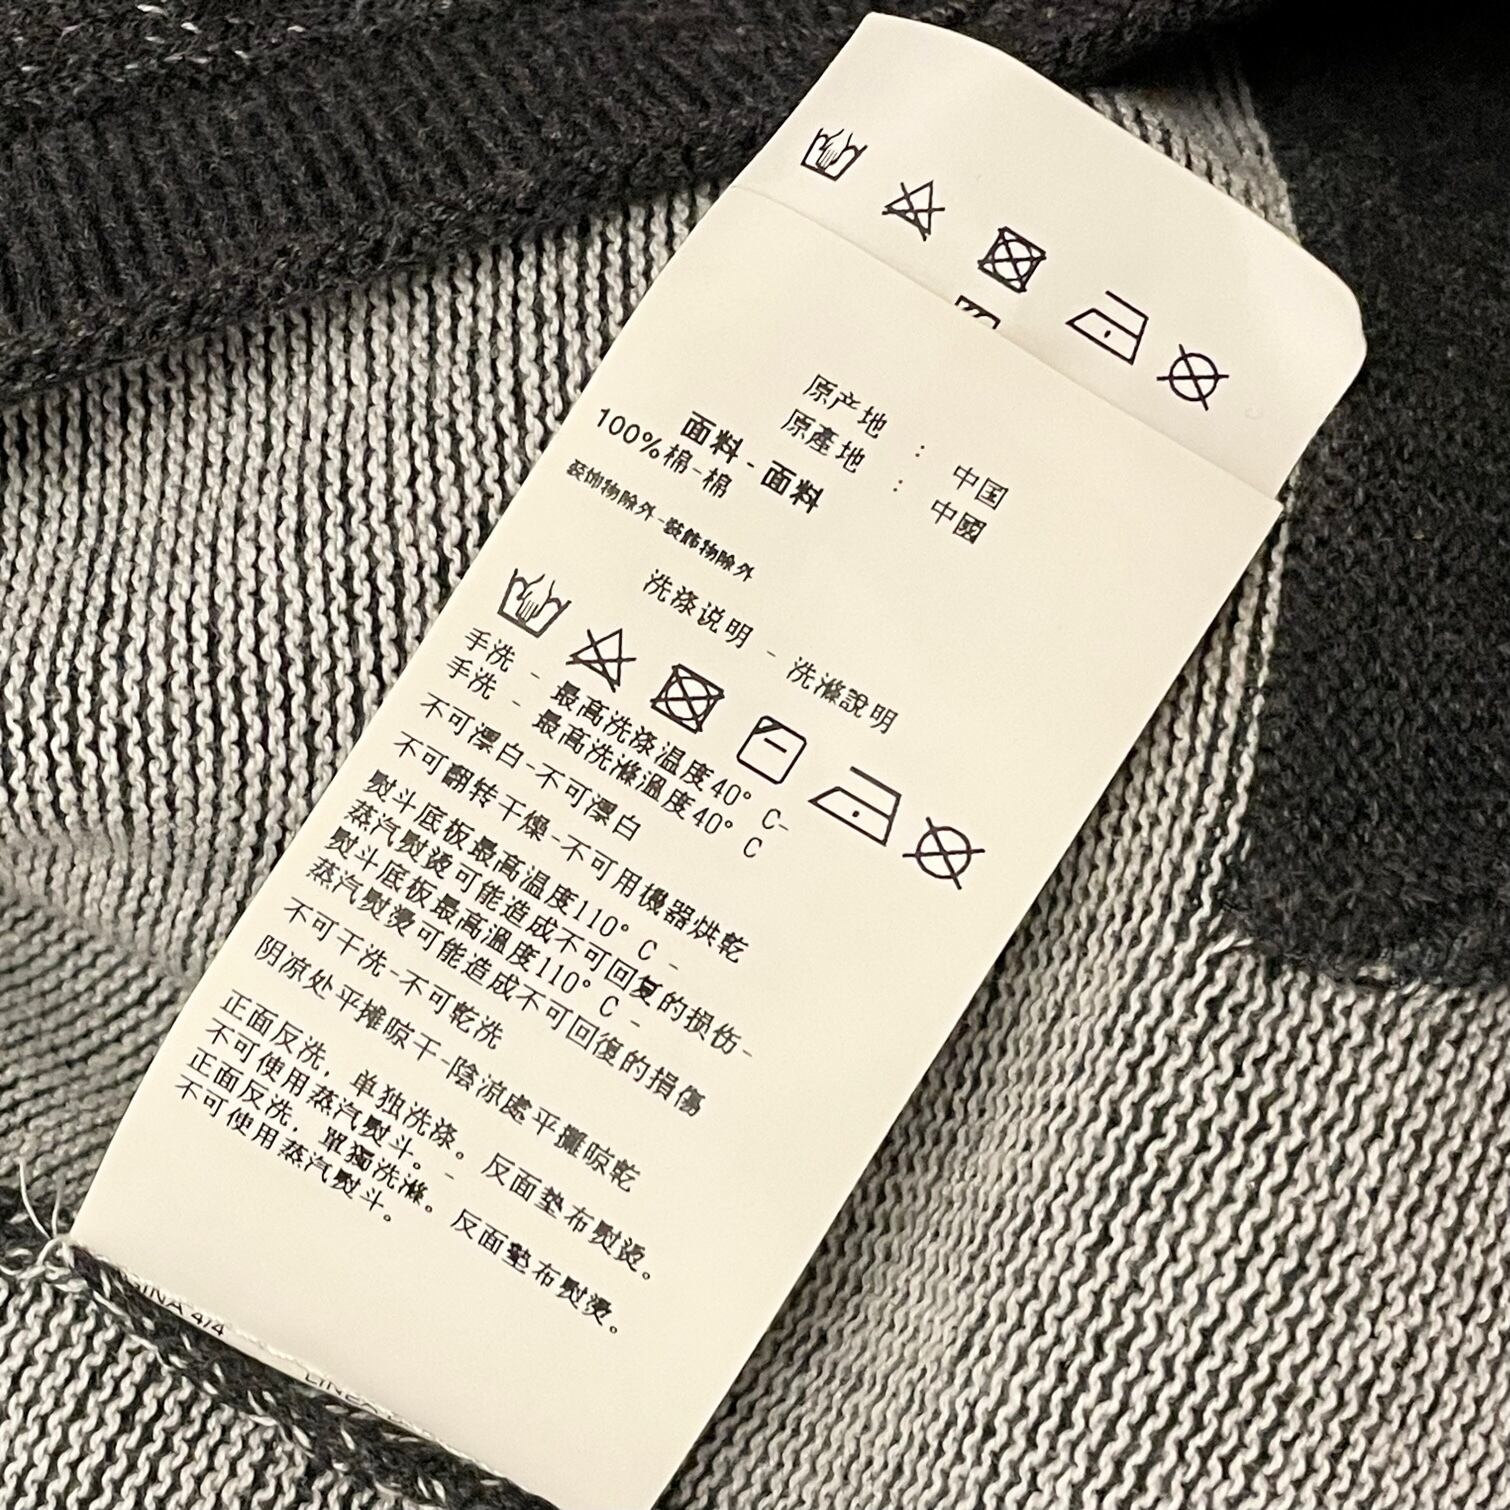 原产地 : 中国
原產地 : 中國
面料-面料
100%棉-棉
装饰物除外-裝飾物除外
洗涤说明 - 洗滌說明
手洗 - 最高洗涤温度40° C-
手洗 - 最高洗滌溫度40° C
不可漂白-不可漂白
不可翻转干燥-不可用機器烘乾
熨斗底板最高温度110° C -
蒸汽熨烫可能造成不可回复的损伤-
熨斗底板最高溫度110° C -
蒸汽熨燙可能造成不可回復的損傷
不可干洗-不可乾洗
阴凉处平摊晾干-陰涼處平攤晾乾
正面反洗，单独洗涤。反面垫布熨烫。
不可使用蒸汽熨斗。-
正面反洗，單獨洗滌。反面墊布熨燙。
不可使用蒸汽熨斗。
INA 4/4